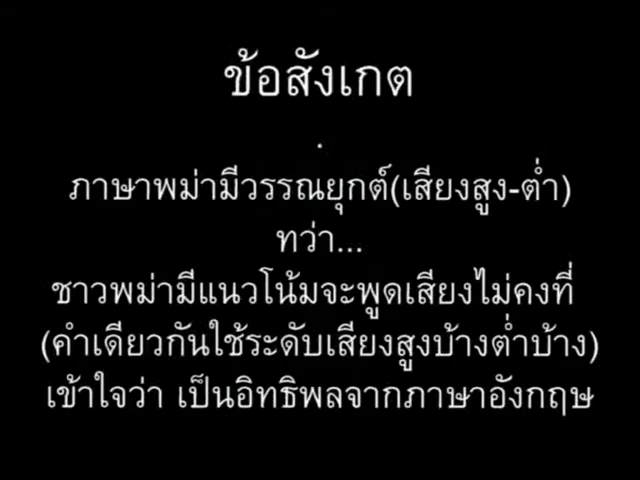 ข้อสังเกต
.
ภาษาพม่ามีวรรณยุกต์(เสียงสูง-ต่ำ)
ทว่า...
ชาวพม่ามีแนวโน้มจะพูดเสียงไม่คงที่
(คำเดียวกันใช้ระดับเสียงสูงบ้างต่ำบ้าง)
เข้าใจว่า เป็นอิทธิพลจากภาษาอังกฤษ